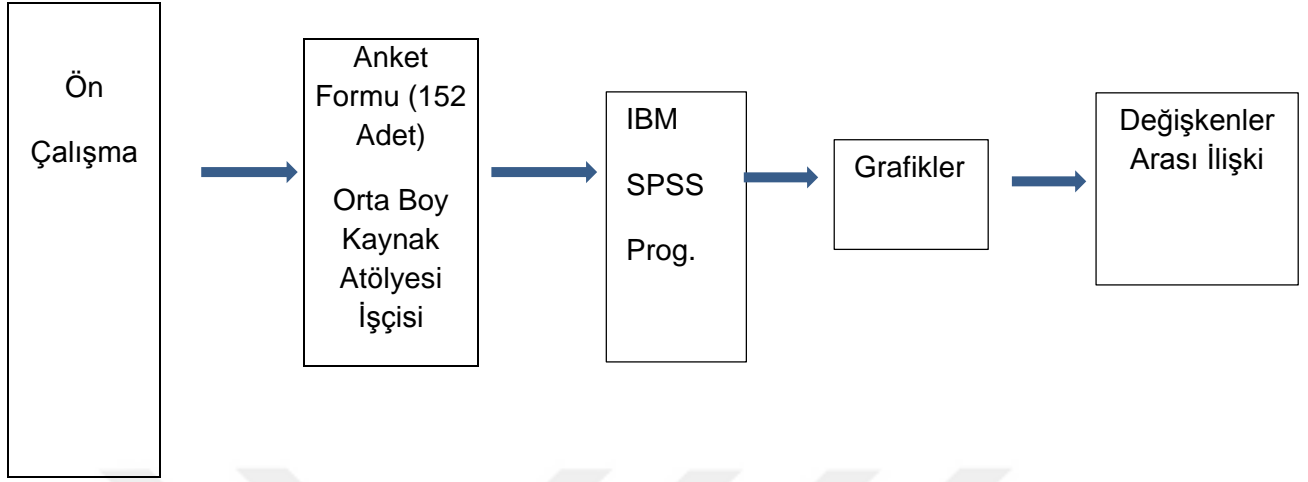 Ön
Çalışma
Anket
Formu (152
Adet)
Orta Boy
Kaynak
Atölyesi
İşçisi
IBM
SPSS
Prog.
Grafikler
Değişkenler
Arası İlişki